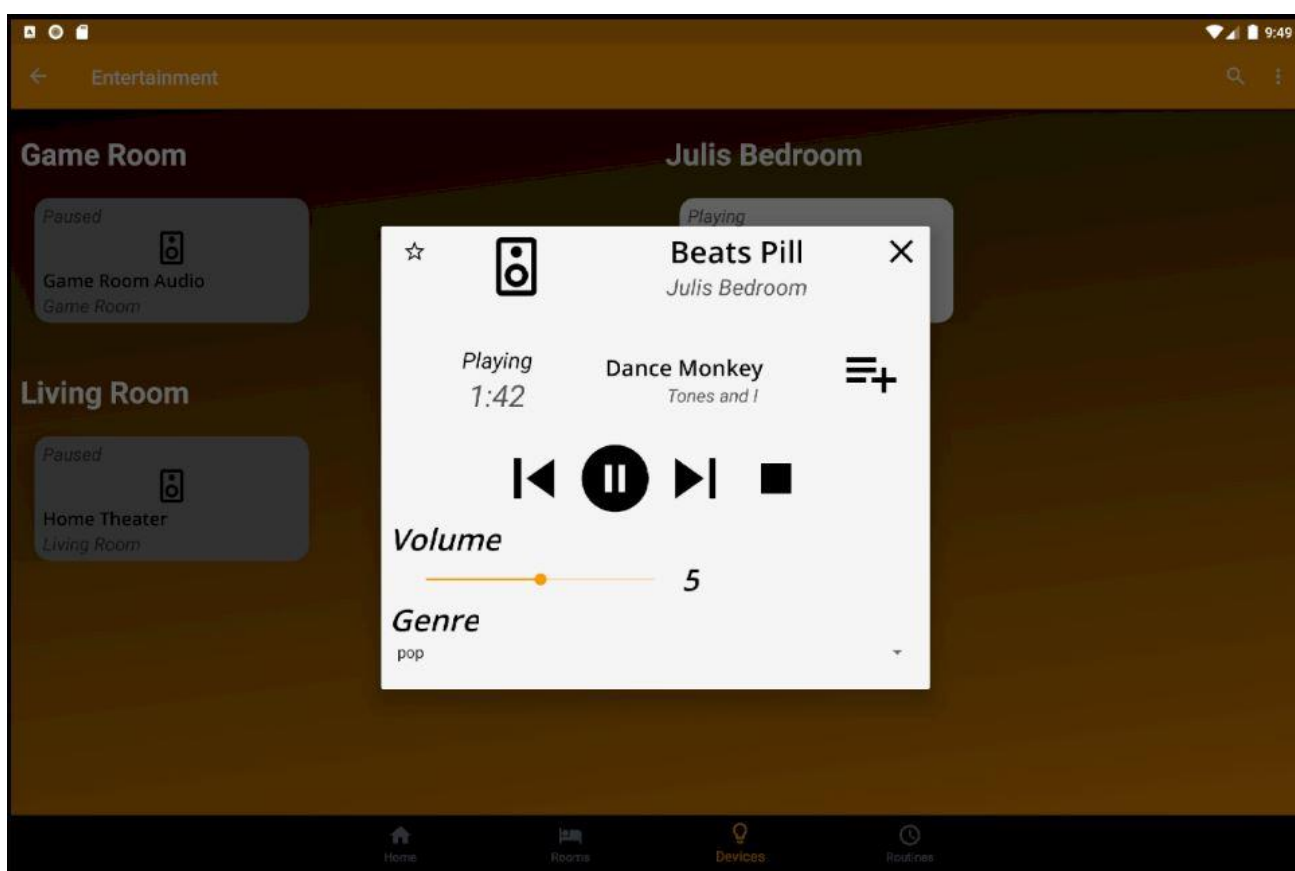 9:49
Entertainment
Game Room
Julis Bedroom
Paused
Game Room Audio
Game Room
Playing
Living Room
Paused
Home Theater
Living Room
Beats Pill
Julis Bedroom
Playing
1:42
Dance Monkey
Tones and I
Volume
5
Genre
pop
Home
Rooms
Devices
Routines